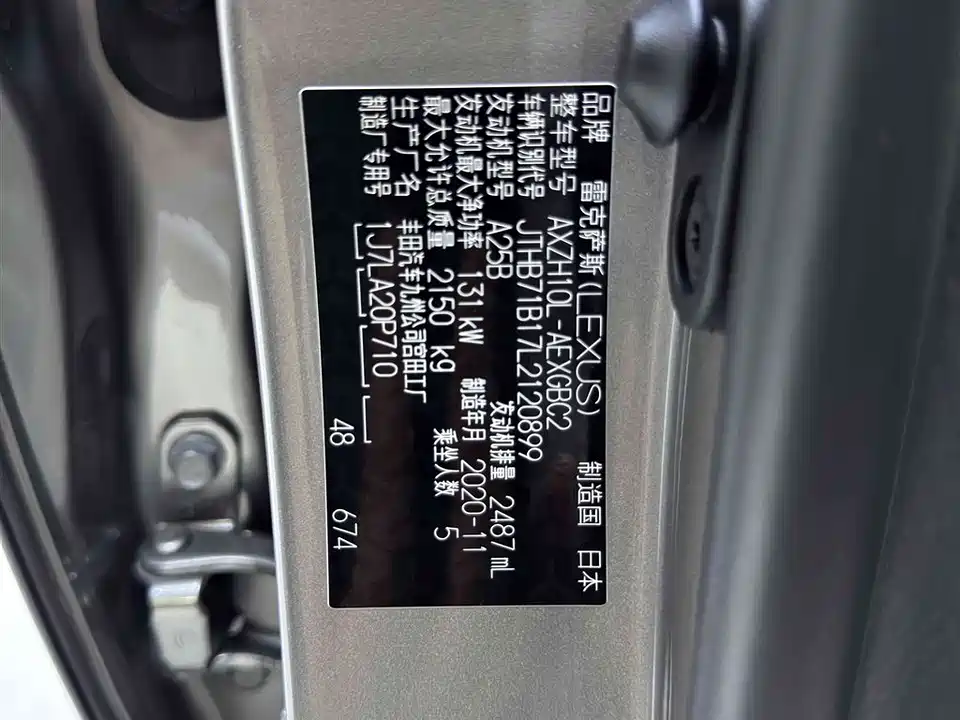 品牌 雷克萨斯(LEXUS) 制造国 日本
整车型号 AXZH10L-AEXGBC2
车辆识别代号 JTHB71B17L2120899
发动机型号 A25B 发动机排量 2487 mL
发动机最大净功率 131 kW 制造年月 2020-11
最大允许总质量 2150 kg 乘坐人数 5
生产厂名 丰田汽车九州公司宫田工厂
制造厂专用号 1J7LA20P710
48 674